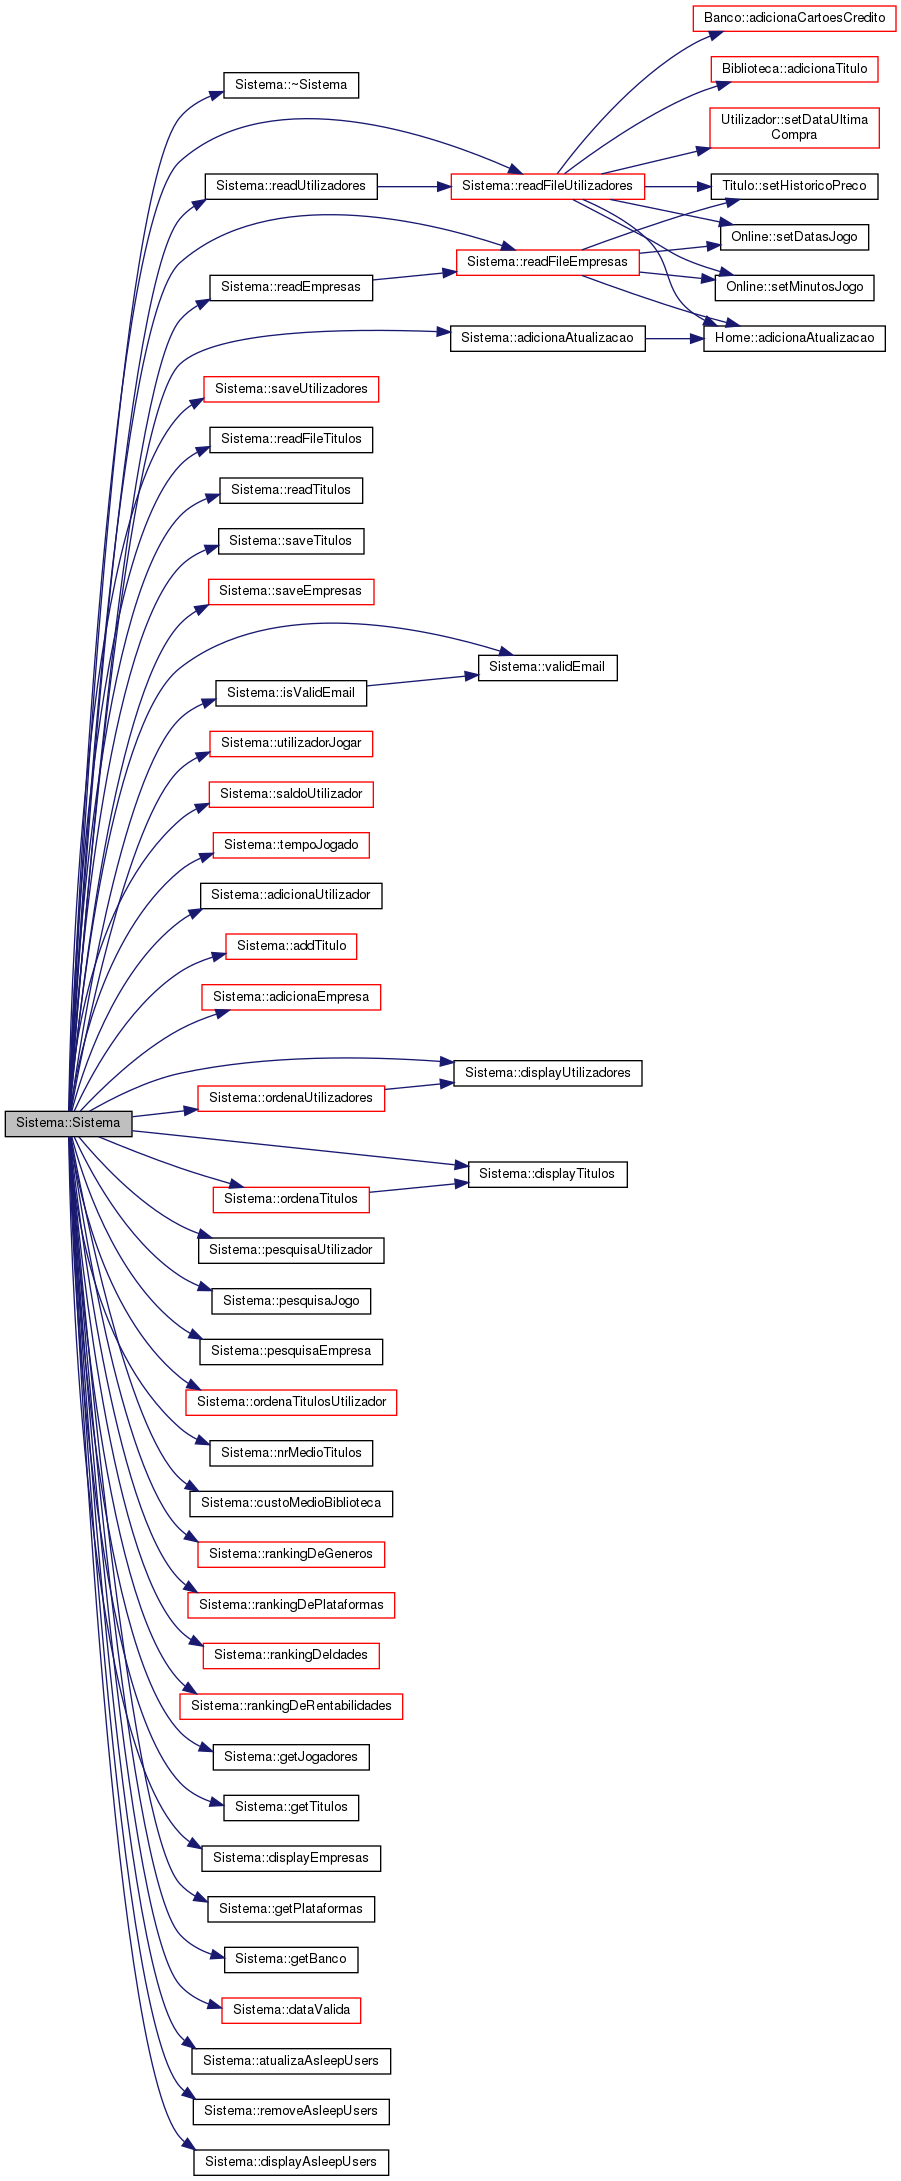 Banco::adicionaCartoesCredito
Biblioteca::adicionaTitulo
Sistema::~Sistema
Utilizador::setDataUltima
Compra
Sistema::readUtilizadores
Sistema::readFileUtilizadores
Titulo::setHistoricoPreco
Online::setDatasJogo
Sistema::readFileEmpresas
Sistema::readEmpresas
Online::setMinutosJogo
Sistema::adicionaAtualizacao
Home::adicionaAtualizacao
Sistema::saveUtilizadores
Sistema::readFileTitulos
Sistema::readTitulos
Sistema::saveTitulos
Sistema::saveEmpresas
Sistema::validEmail
Sistema::isValidEmail
Sistema::utilizadorJogar
Sistema::saldoUtilizador
Sistema::tempoJogado
Sistema::adicionaUtilizador
Sistema::addTitulo
Sistema::adicionaEmpresa
Sistema::displayUtilizadores
Sistema::ordenaUtilizadores
Sistema::Sistema
Sistema::displayTitulos
Sistema::ordenaTitulos
Sistema::pesquisaUtilizador
Sistema::pesquisaJogo
Sistema::pesquisaEmpresa
Sistema::ordenaTitulosUtilizador
Sistema::nrMedioTitulos
Sistema::custoMedioBiblioteca
Sistema::rankingDeGeneros
Sistema::rankingDePlataformas
Sistema::rankingDeIdades
Sistema::rankingDeRentabilidades
Sistema::getJogadores
Sistema::getTitulos
Sistema::displayEmpresas
Sistema::getPlataformas
Sistema::getBanco
Sistema::dataValida
Sistema::atualizaAsleepUsers
Sistema::removeAsleepUsers
Sistema::displayAsleepUsers